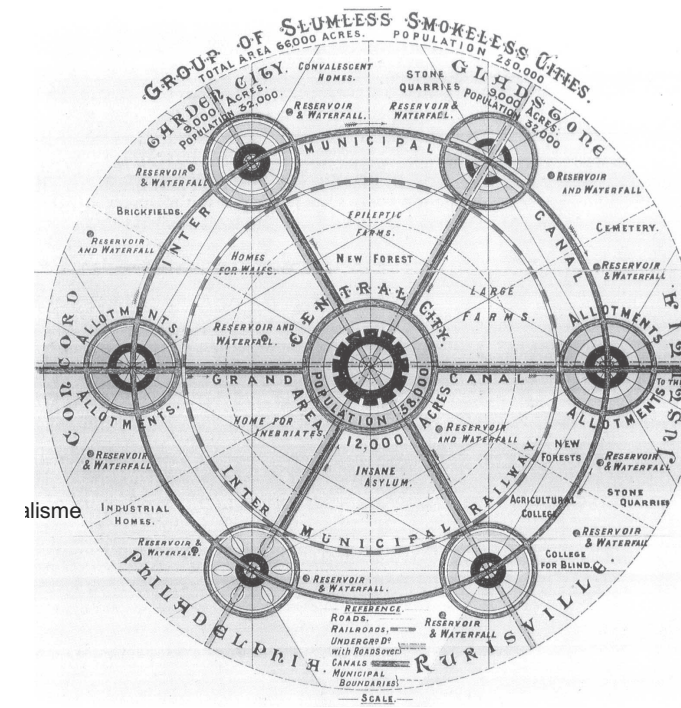 GROUP OF SLUMLESS SMOKELESS CITIES.
TOTAL AREA 66,000 ACRES. POPULATION 250,000
GARDEN CITY.
9,000 ACRES.
POPULATION 32,000.
CONVALESCENT
HOMES.
STONE
QUARRIES
GLADSTONE
9,000 ACRES.
POPULATION
32,000
RESERVOIR
& WATERFALL.
RESERVOIR &
WATERFALL.
INTER MUNICIPAL CANAL
RESERVOIR
& WATERFALL
RESERVOIR
AND WATERFALL
BRICKFIELDS.
EPILEPTIC
FARMS.
CEMETERY.
RESERVOIR
AND WATERFALL
HOMES
FOR WAIFS.
NEW FOREST
RESERVOIR
& WATERFALL
LARGE
FARMS.
CENTRAL CITY.
CONCORD
ALLOTMENTS.
RESERVOIR AND
WATERFALL.
ALLOTMENTS
TO THE
GRAND CANAL
POPULATION 58,000
AREA 12,000 ACRES
ALLOTMENTS.
ALLOTMENTS
HOME FOR
INEBRIATES.
RESERVOIR
AND WATERFALL
NEW
FORESTS
RESERVOIR
& WATERFALL
RESERVOIR
& WATERFALL
INSANE
ASYLUM.
INTER MUNICIPAL RAILWAY.
AGRICULTURAL
COLLEGE
STONE
QUARRIES
alisme
INDUSTRIAL
HOMES.
RESERVOIR &
WATERFALL.
RESERVOIR
& WATERFALL
COLLEGE
FOR BLIND.
RESERVOIR
& WATERFALL.
PHILADELPHIA.
RURISVILLE.
REFERENCE.
ROADS.
RAILROADS.
UNDERGRD DO
with ROADS over
CANALS
MUNICIPAL
BOUNDARIES
RESERVOIR
& WATERFALL
SCALE.